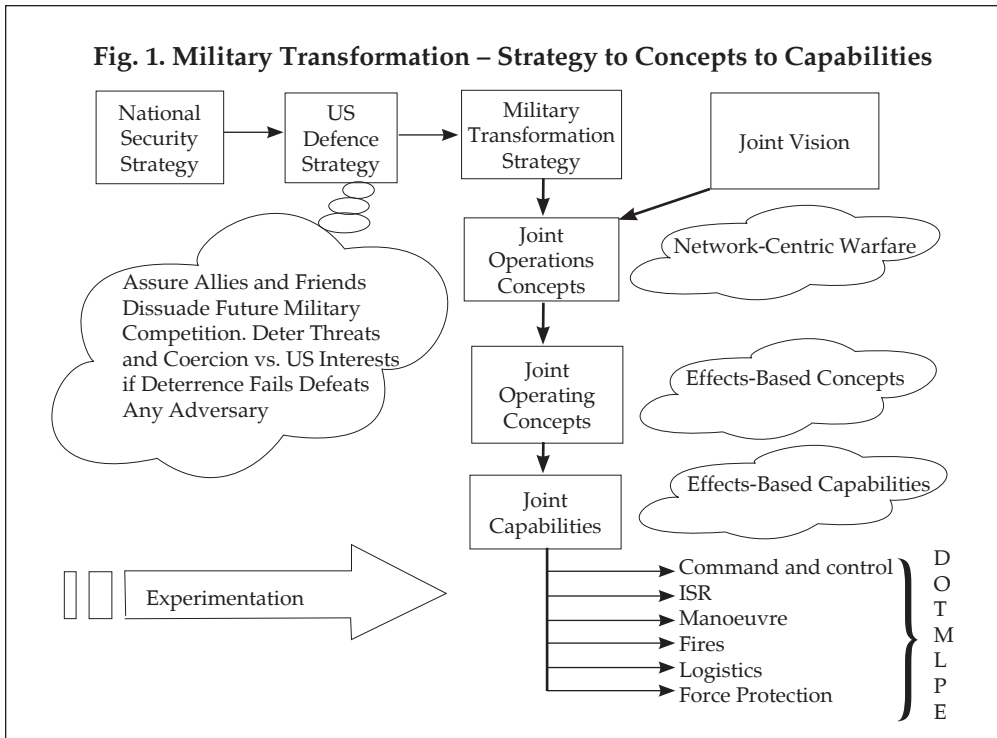 Fig. 1. Military Transformation – Strategy to Concepts to Capabilities
National
Security
Strategy
US
Defence
Strategy
Military
Transformation
Strategy
Joint Vision
Joint
Operations
Concepts
Network-Centric Warfare
Assure Allies and Friends
Dissuade Future Military
Competition. Deter Threats
and Coercion vs. US Interests
if Deterrence Fails Defeats
Any Adversary
Joint
Operating
Concepts
Effects-Based Concepts
Joint
Capabilities
Effects-Based Capabilities
Experimentation
Command and control
ISR
Manoeuvre
Fires
Logistics
Force Protection
D
O
T
M
L
P
E